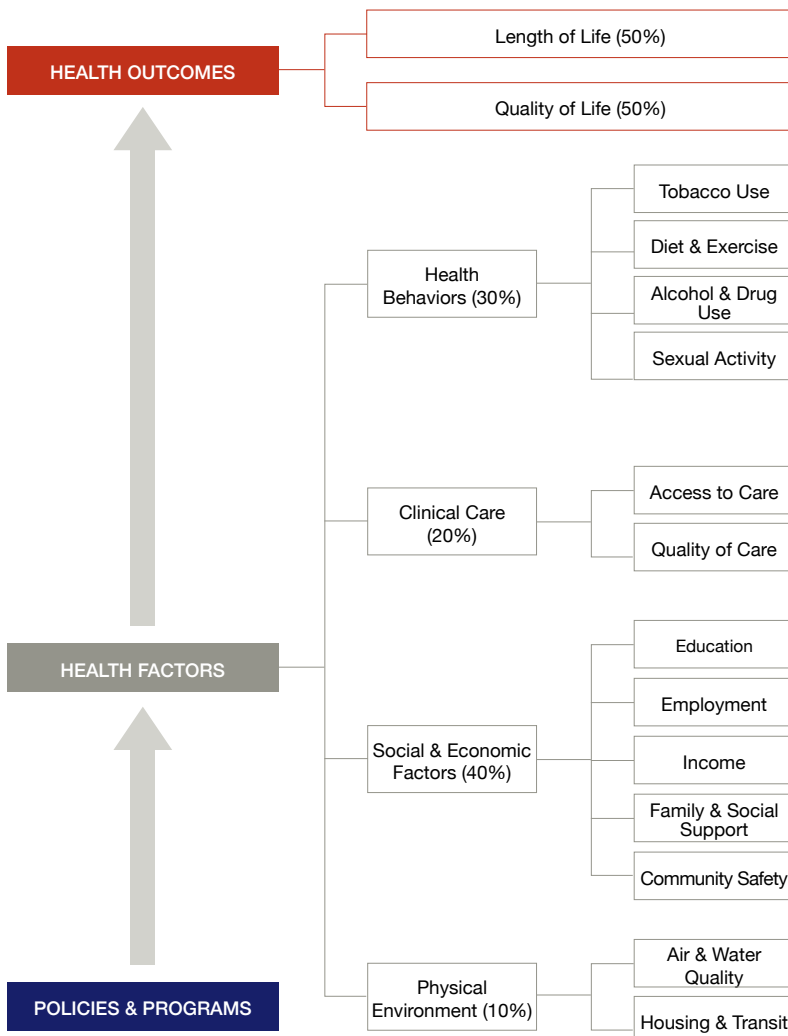 HEALTH OUTCOMES
Length of Life (50%)
Quality of Life (50%)
HEALTH FACTORS
Health
Behaviors (30%)
Tobacco Use
Diet & Exercise
Alcohol & Drug
Use
Sexual Activity
Clinical Care
(20%)
Access to Care
Quality of Care
Social & Economic
Factors (40%)
Education
Employment
Income
Family & Social
Support
Community Safety
Physical
Environment (10%)
Air & Water
Quality
Housing & Transit
POLICIES & PROGRAMS